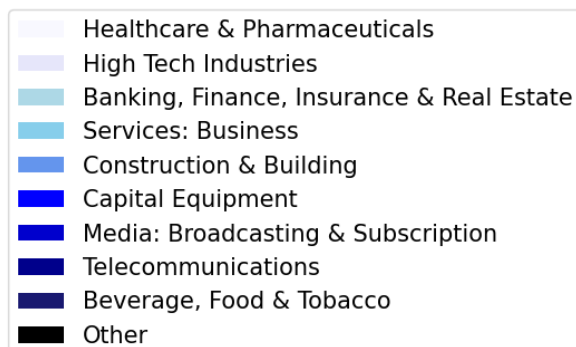 Healthcare & Pharmaceuticals
High Tech Industries
Banking, Finance, Insurance & Real Estate
Services: Business
Construction & Building
Capital Equipment
Media: Broadcasting & Subscription
Telecommunications
Beverage, Food & Tobacco
Other